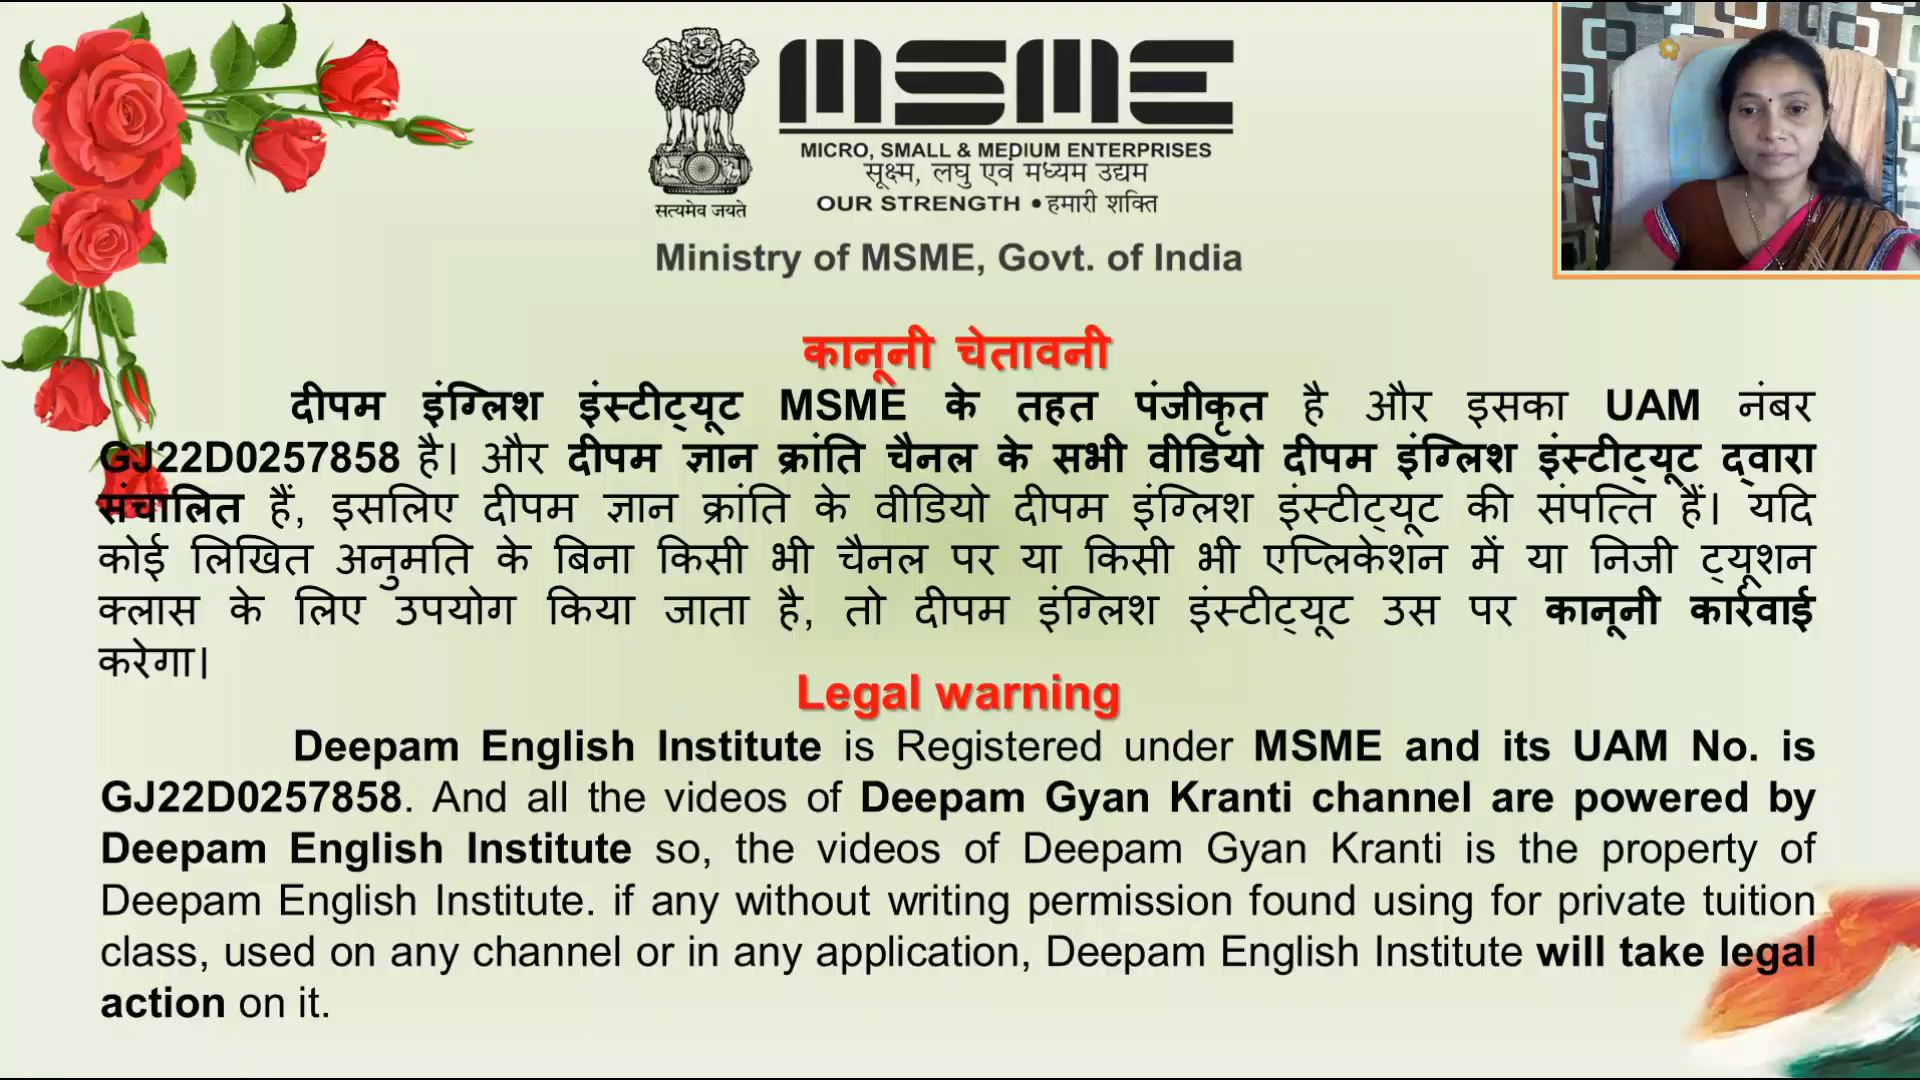 MSME
MICRO, SMALL & MEDIUM ENTERPRISES
सूक्ष्म, लघु एवं मध्यम उद्यम
OUR STRENGTH • हमारी शक्ति
सत्यमेव जयते
Ministry of MSME, Govt. of India
कानूनी चेतावनी
दीपम इंग्लिश इंस्टीट्यूट MSME के तहत पंजीकृत है और इसका UAM नंबर
GJ22D0257858 है। और दीपम ज्ञान क्रांति चैनल के सभी वीडियो दीपम इंग्लिश इंस्टीट्यूट द्वारा
संचालित हैं, इसलिए दीपम ज्ञान क्रांति के वीडियो दीपम इंग्लिश इंस्टीट्यूट की संपत्ति हैं। यदि
कोई लिखित अनुमति के बिना किसी भी चैनल पर या किसी भी एप्लिकेशन में या निजी ट्यूशन
क्लास के लिए उपयोग किया जाता है, तो दीपम इंग्लिश इंस्टीट्यूट उस पर कानूनी कार्रवाई
करेगा।
Legal warning
Deepam English Institute is Registered under MSME and its UAM No. is
GJ22D0257858. And all the videos of Deepam Gyan Kranti channel are powered by
Deepam English Institute so, the videos of Deepam Gyan Kranti is the property of
Deepam English Institute. if any without writing permission found using for private tuition
class, used on any channel or in any application, Deepam English Institute will take legal
action on it.